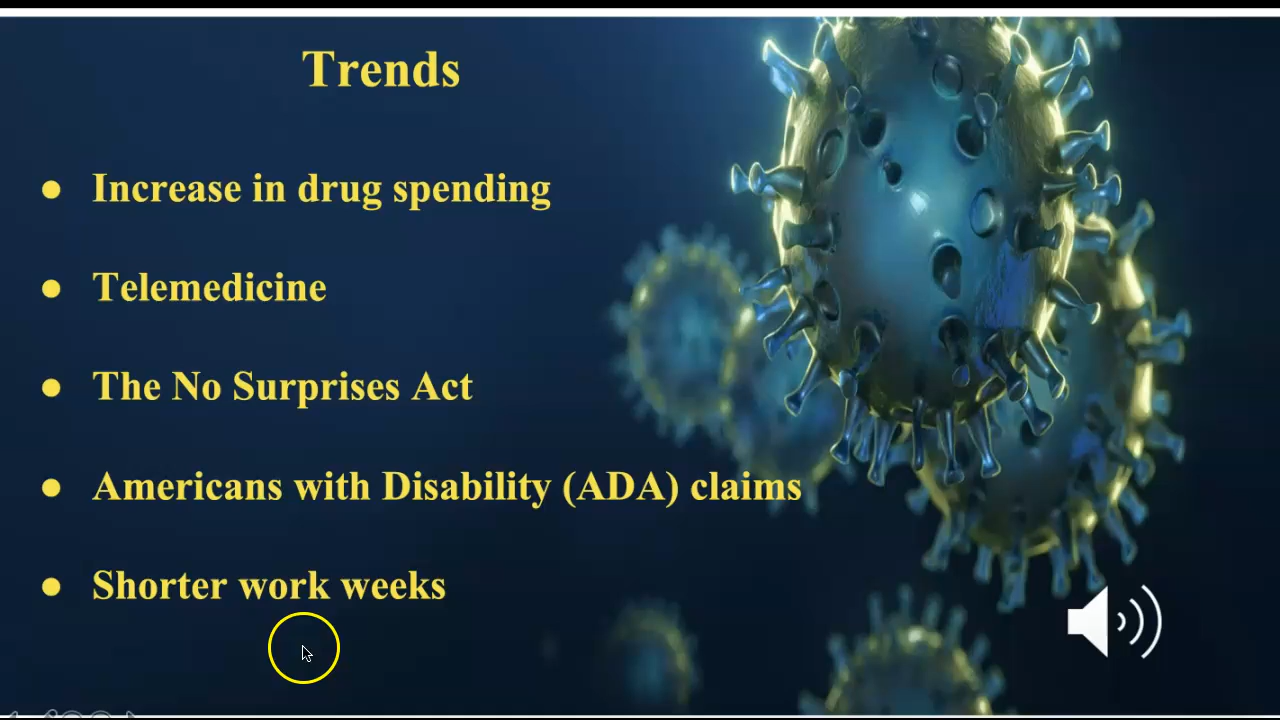 Trends
● Increase in drug spending
● Telemedicine
● The No Surprises Act
● Americans with Disability (ADA) claims
● Shorter work weeks